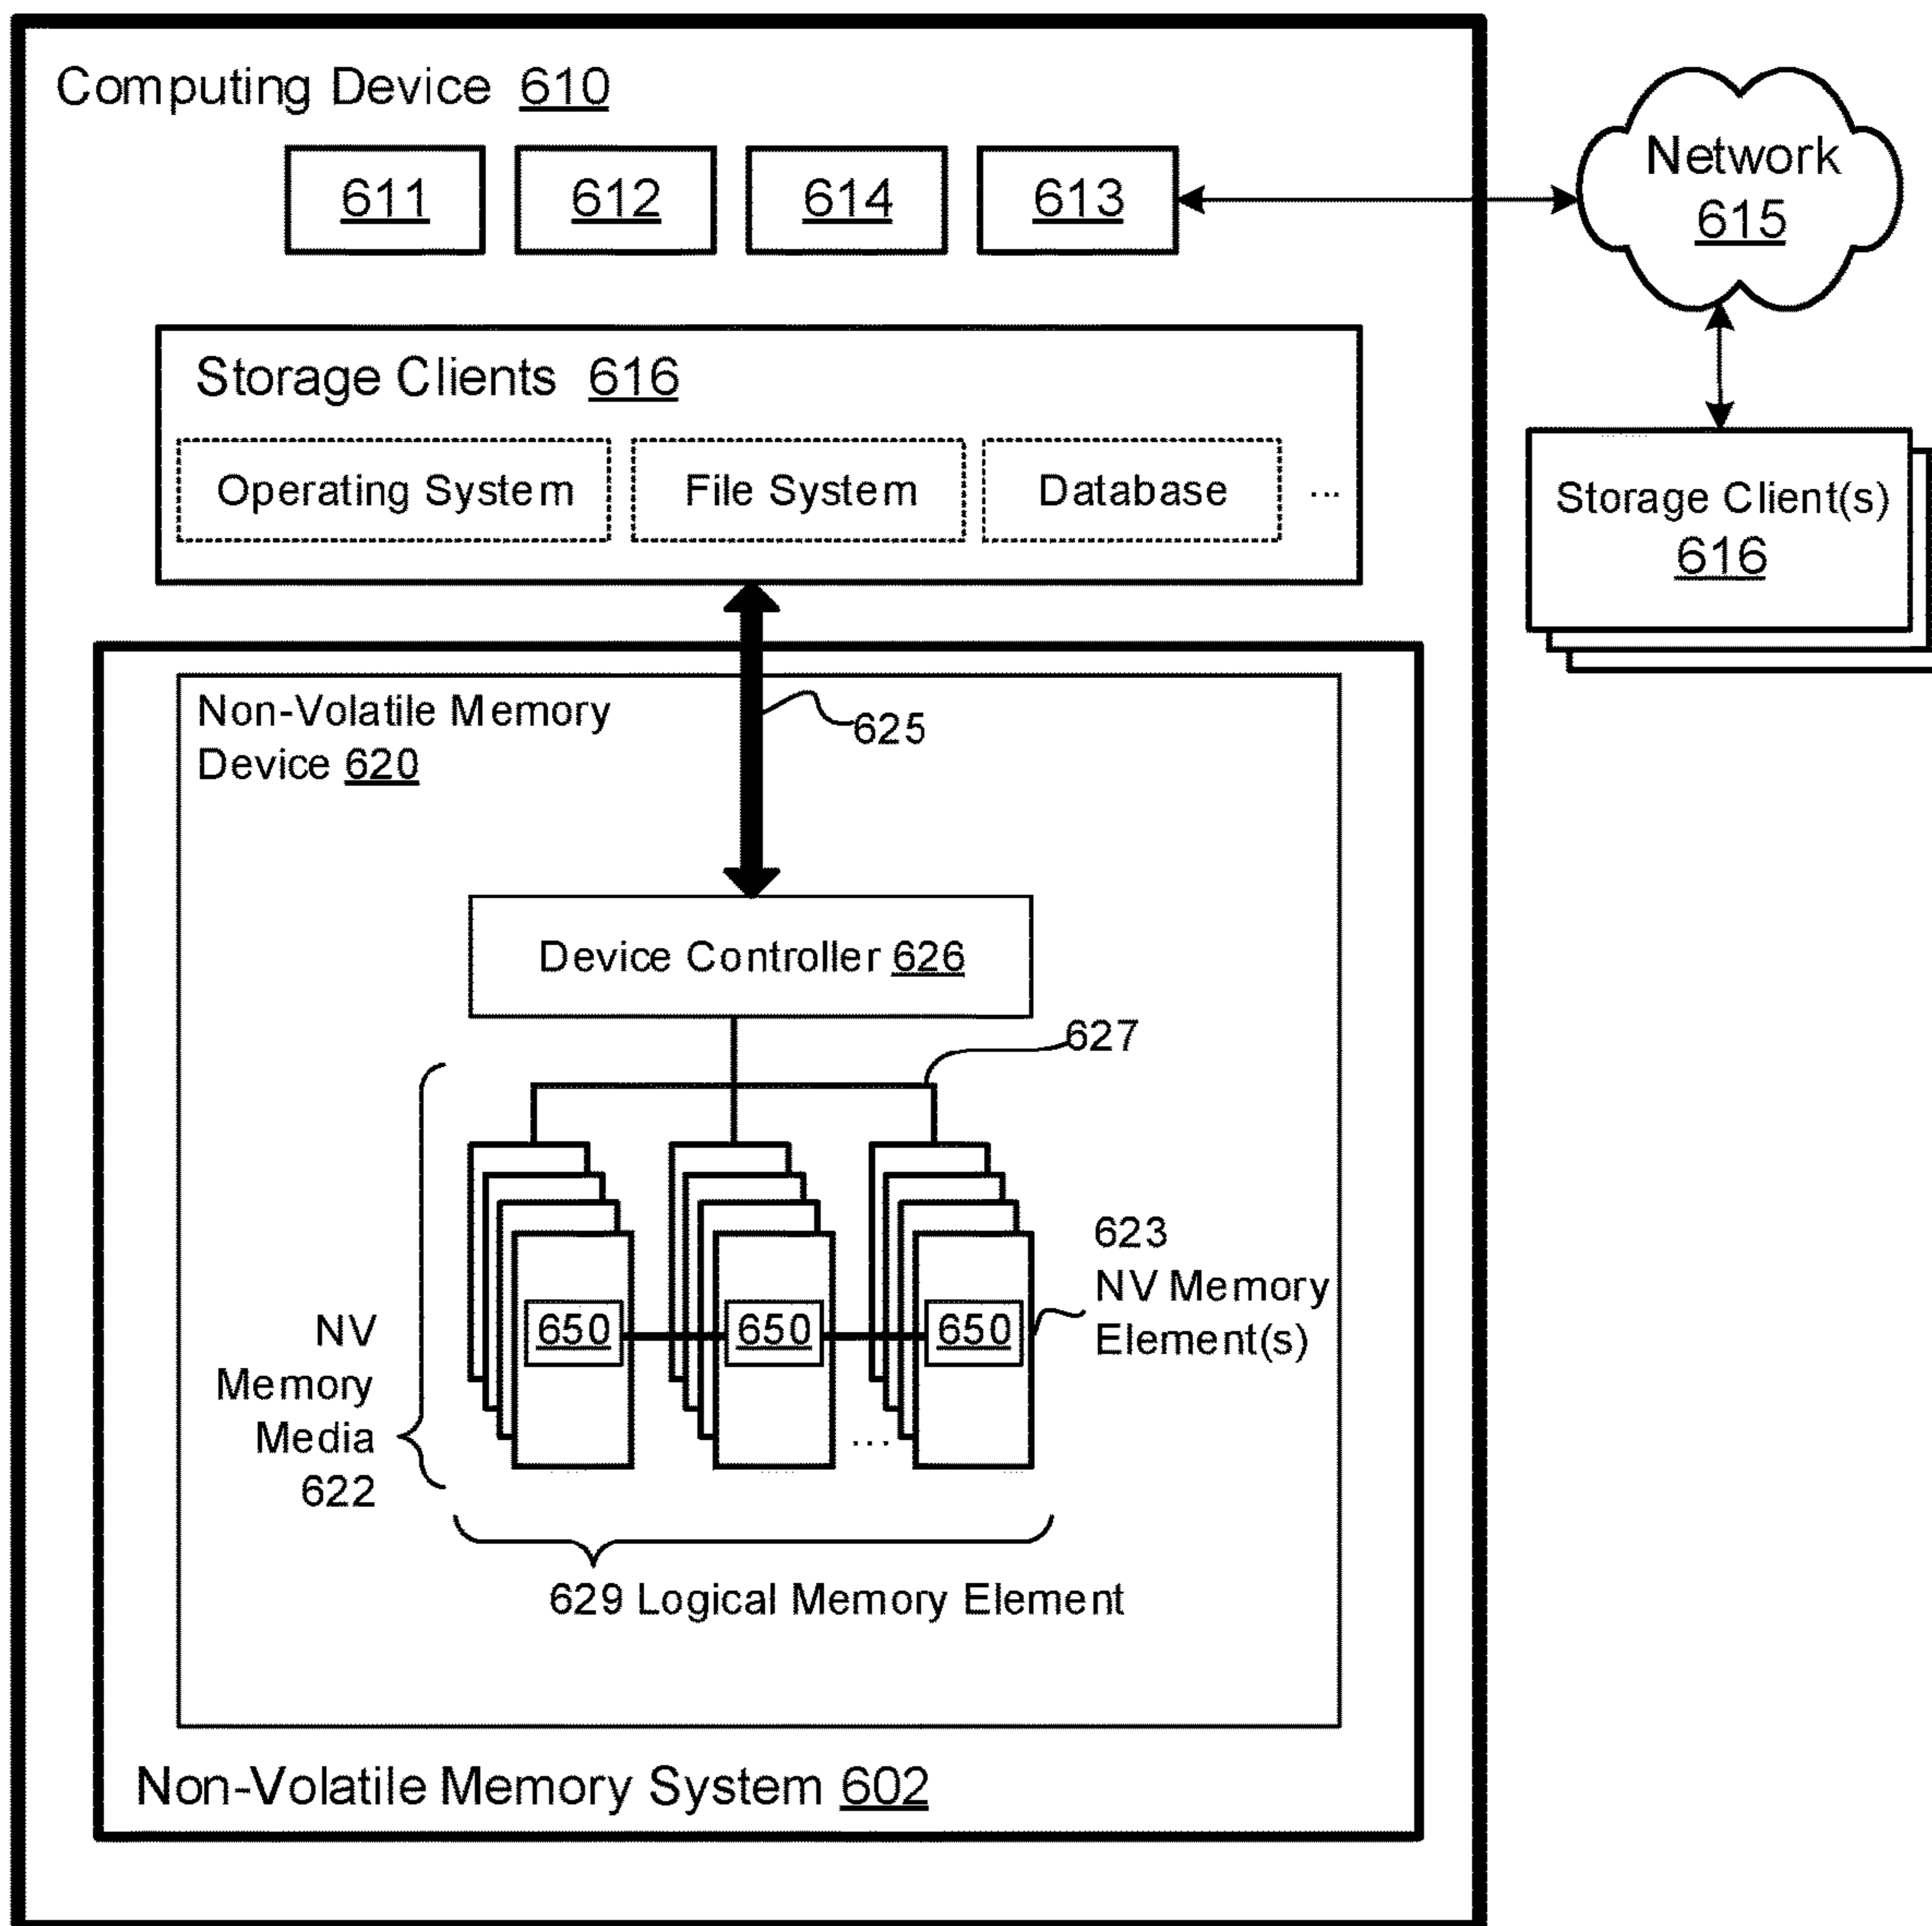 Computing Device 610
611 612 614 613
Network
615
Storage Clients 616
Operating System File System Database ...
Storage Client(s)
616
Non-Volatile Memory
Device 620
625
Device Controller 626
627
623
NV Memory
Element(s)
650 650 650
NV
Memory
Media
622
...
629 Logical Memory Element
Non-Volatile Memory System 602